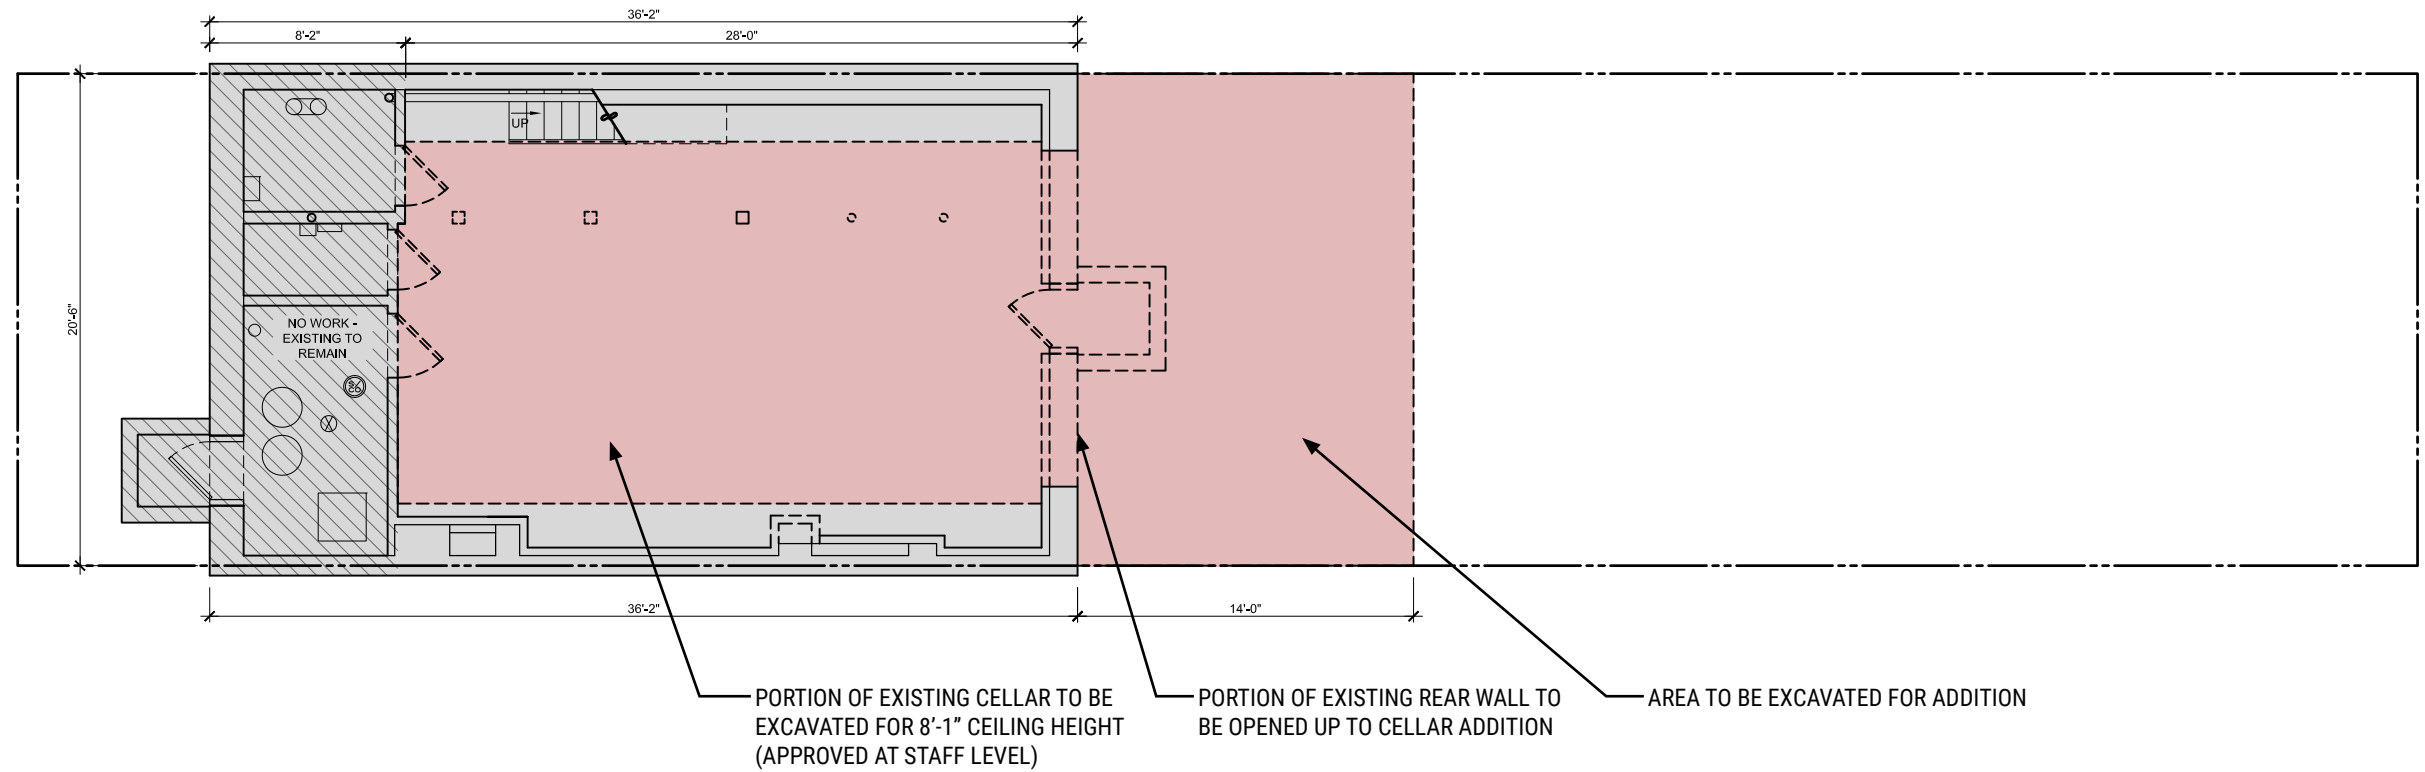 36'-2"
8'-2"
28'-0"
UP
20'-6"
NO WORK -
EXISTING TO
REMAIN
36'-2"
14'-0"
PORTION OF EXISTING CELLAR TO BE
EXCAVATED FOR 8’-1” CEILING HEIGHT
(APPROVED AT STAFF LEVEL)
PORTION OF EXISTING REAR WALL TO
BE OPENED UP TO CELLAR ADDITION
AREA TO BE EXCAVATED FOR ADDITION